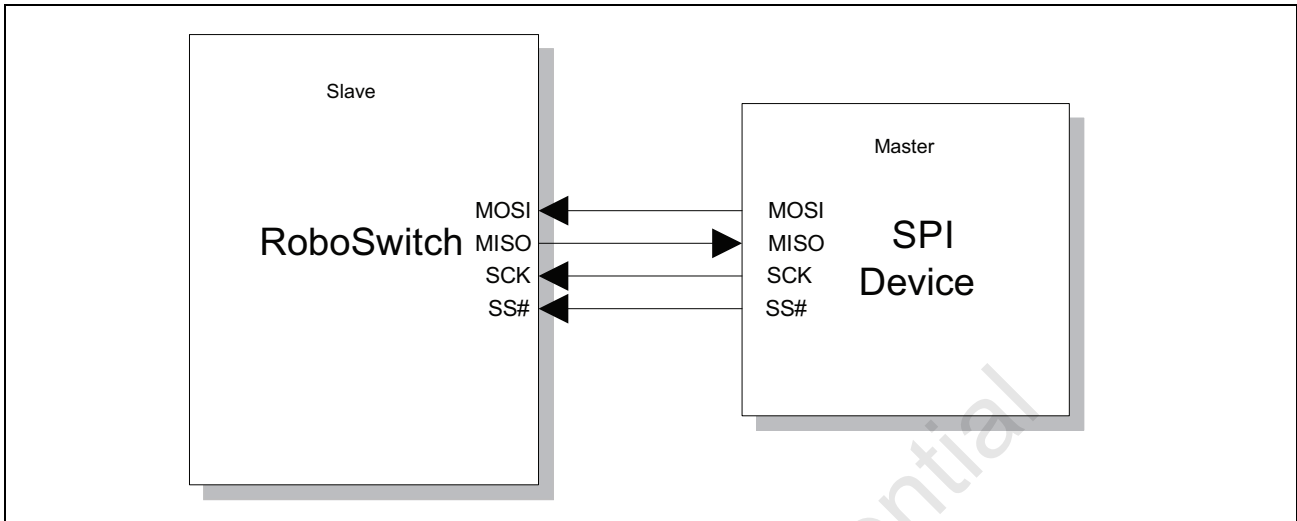 Slave
RoboSwitch
MOSI
MISO
SCK
SS#
Master
SPI
Device
MOSI
MISO
SCK
SS#